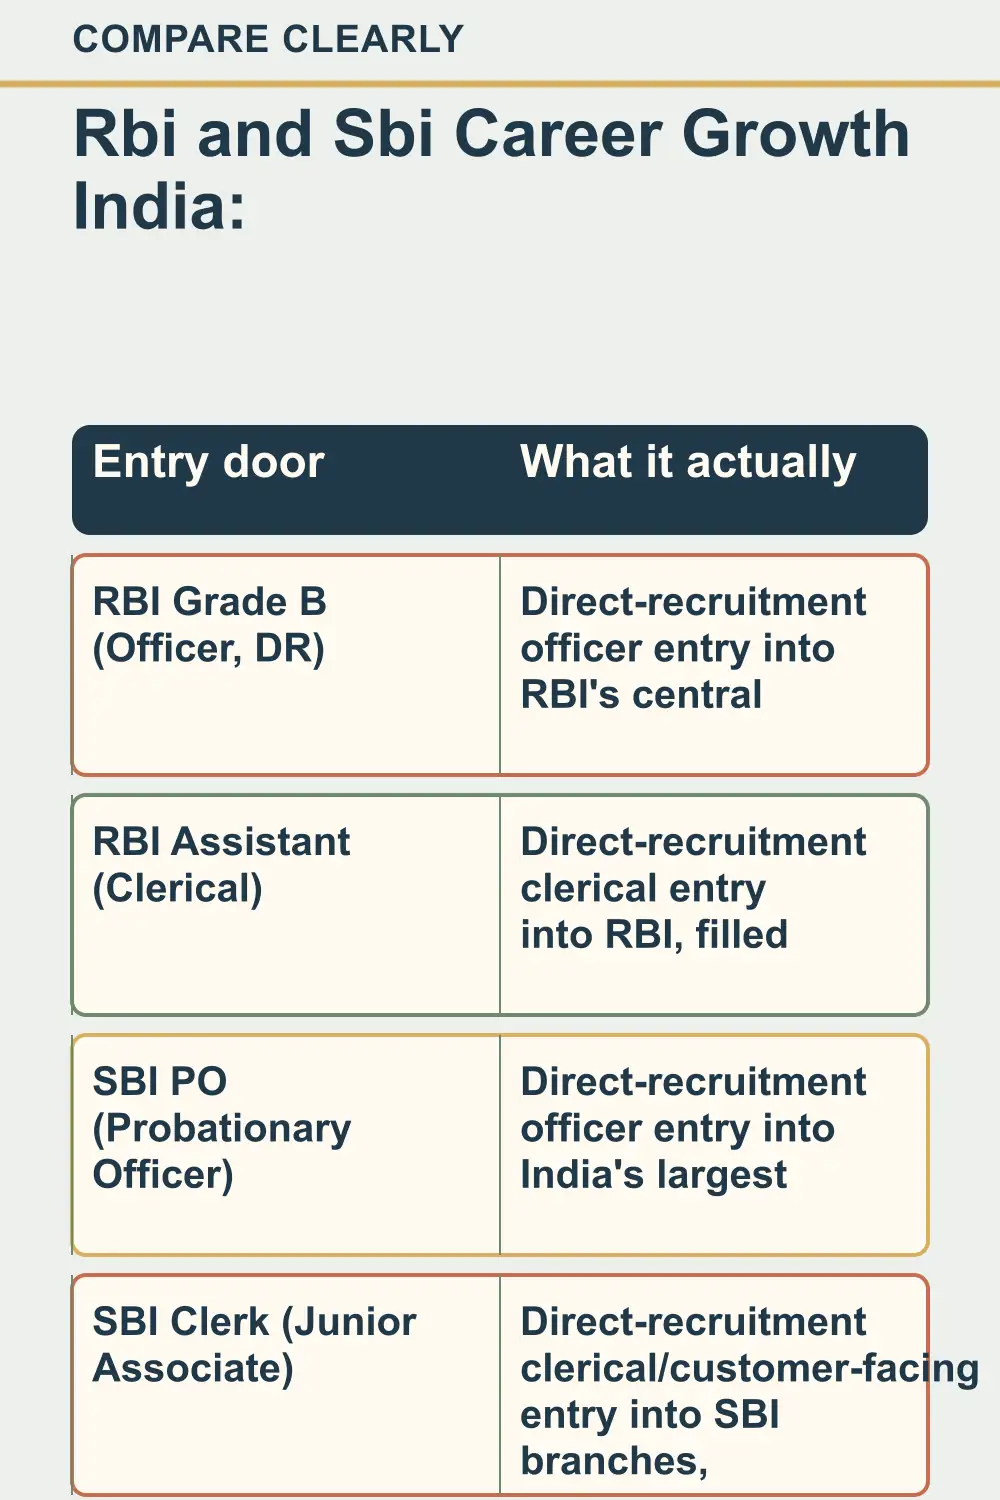 COMPARE CLEARLY
Rbi and Sbi Career Growth
India:
Entry door
What it actually
RBI Grade B
(Officer, DR)
Direct-recruitment
officer entry into
RBI's central
RBI Assistant
(Clerical)
Direct-recruitment
clerical entry
into RBI, filled
SBI PO
(Probationary
Officer)
Direct-recruitment
officer entry into
India's largest
SBI Clerk (Junior
Associate)
Direct-recruitment
clerical/customer-facing
entry into SBI
branches,